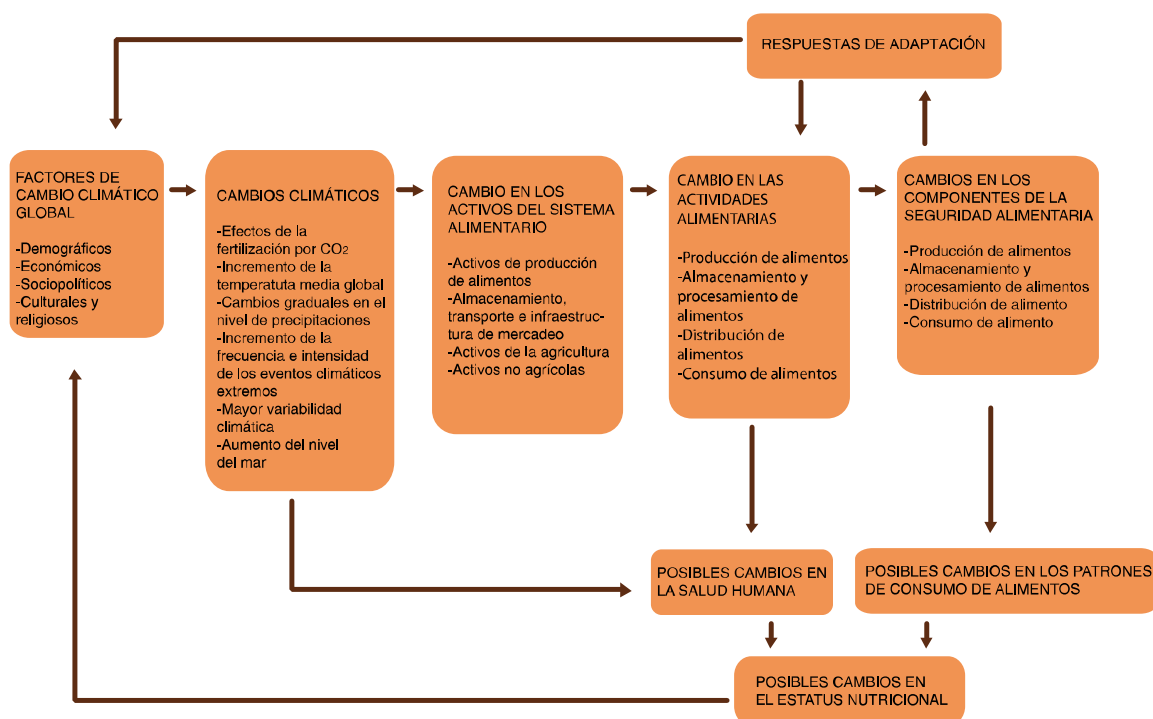 RESPUESTAS DE ADAPTACIÓN
FACTORES DE
CAMBIO CLIMÁTICO
GLOBAL
-Demográficos
-Económicos
-Sociopolíticos
-Culturales y
religiosos
CAMBIOS CLIMÁTICOS
-Efectos de la
fertilización por CO2
-Incremento de la
temperatura media global
-Cambios graduales en el
nivel de precipitaciones
-Incremento de la
frecuencia e intensidad
de los eventos climáticos
extremos
-Mayor variabilidad
climática
-Aumento del nivel
del mar
CAMBIO EN LOS
ACTIVOS DEL SISTEMA
ALIMENTARIO
-Activos de producción
de alimentos
-Almacenamiento,
transporte e infraestruc-
tura de mercadeo
-Activos de la agricultura
-Activos no agrícolas
CAMBIO EN LAS
ACTIVIDADES
ALIMENTARIAS
-Producción de alimentos
-Almacenamiento y
procesamiento de
alimentos
-Distribución de
alimentos
-Consumo de alimentos
CAMBIOS EN LOS
COMPONENTES DE LA
SEGURIDAD ALIMENTARIA
-Producción de alimentos
-Almacenamiento y
procesamiento de alimentos
-Distribución de alimento
-Consumo de alimento
POSIBLES CAMBIOS EN
LA SALUD HUMANA
POSIBLES CAMBIOS EN LOS PATRONES
DE CONSUMO DE ALIMENTOS
POSIBLES CAMBIOS EN
EL ESTATUS NUTRICIONAL